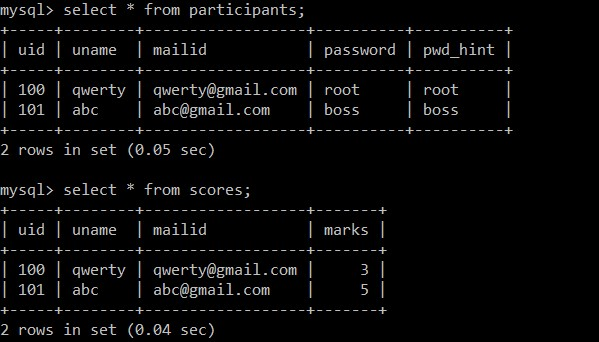 mysql> select * from participants;
+-----+--------+-----------------+----------+----------+
| uid | uname  | mailid          | password | pwd_hint |
+-----+--------+-----------------+----------+----------+
| 100 | qwerty | qwerty@gmail.com | root     | root     |
| 101 | abc    | abc@gmail.com    | boss     | boss     |
+-----+--------+-----------------+----------+----------+
2 rows in set (0.05 sec)
mysql> select * from scores;
+-----+--------+------------------+-------+
| uid | uname  | mailid           | marks |
+-----+--------+------------------+-------+
| 100 | qwerty | qwerty@gmail.com |     3 |
| 101 | abc    | abc@gmail.com    |     5 |
+-----+--------+------------------+-------+
2 rows in set (0.04 sec)